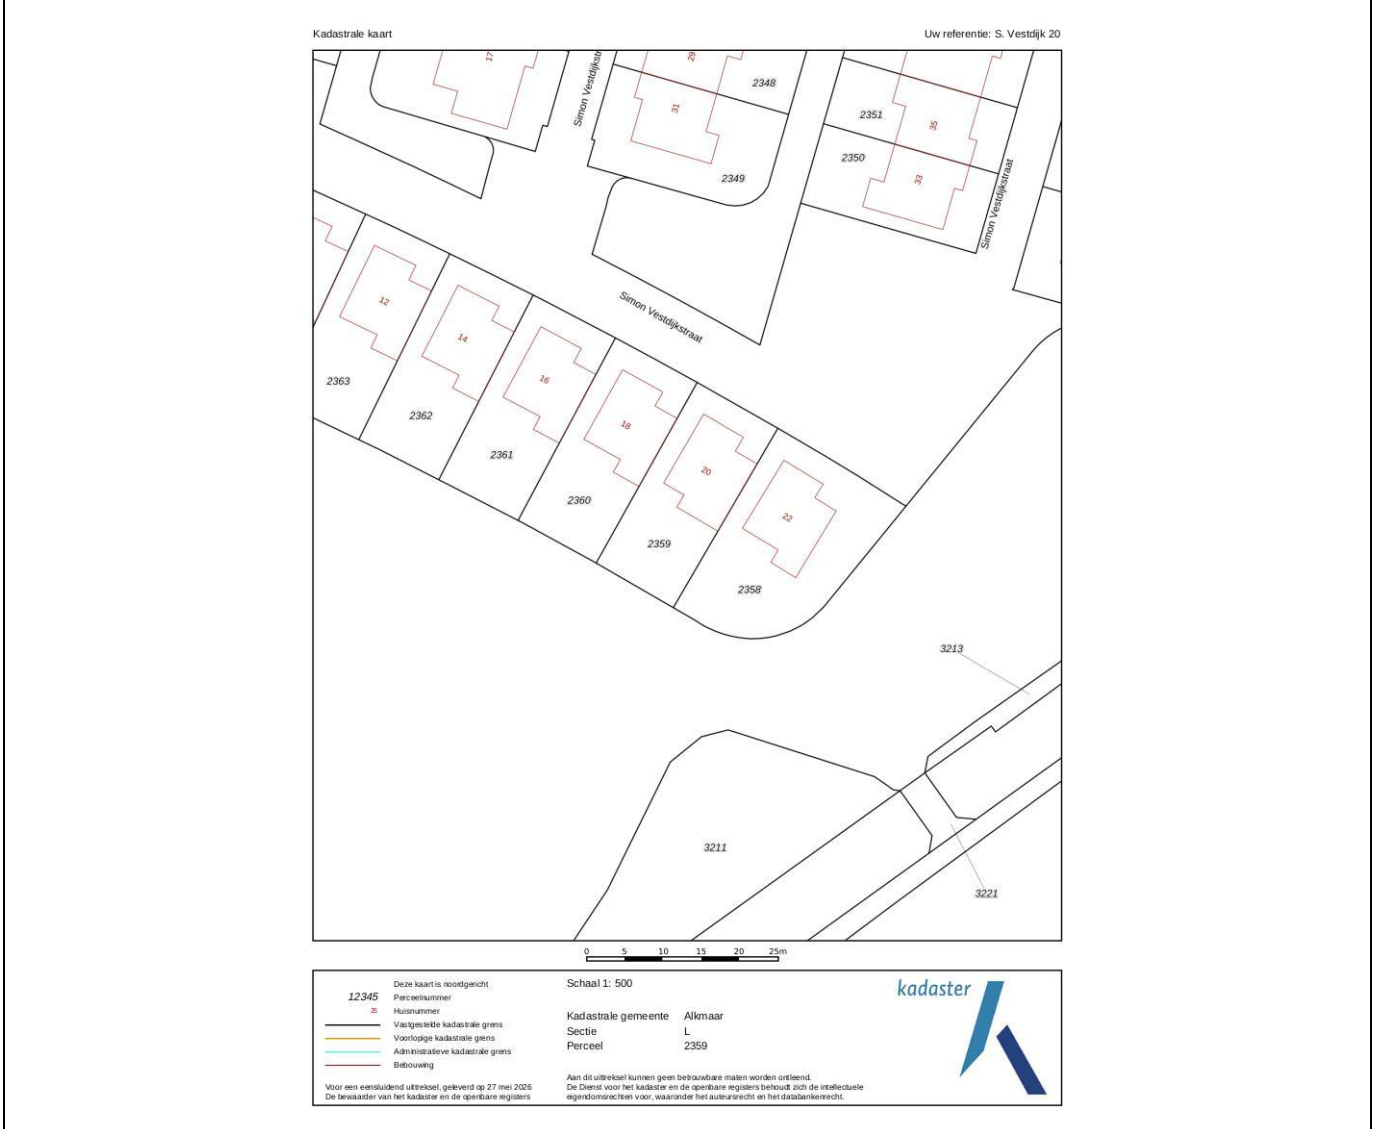 Kadastrale kaart
Uw referentie: S. Vestdijk 20
17
Simon Vestdijkstr
29
31
2348
2349
2351
35
2350
33
Simon Vestdijkstraat
Simon Vestdijkstraat
12
14
16
18
20
22
2363
2362
2361
2360
2359
2358
3213
3211
3221
0 5 10 15 20 25m
Deze kaart is noordgericht
12345 Perceelnummer
25 Huisnummer
Vastgestelde kadastrale grens
Voorlopige kadastrale grens
Administratieve kadastrale grens
Bebouwing
Voor een eensluidend uittreksel, geleverd op 27 mei 2026
De bewaarder van het kadaster en de openbare registers
Schaal 1: 500
Kadastrale gemeente Alkmaar
Sectie L
Perceel 2359
Aan dit uittreksel kunnen geen betrouwbare maten worden ontleend.
De Dienst voor het kadaster en de openbare registers behoudt zich de intellectuele
eigendomsrechten voor, waaronder het auteursrecht en het databankenrecht.
kadaster